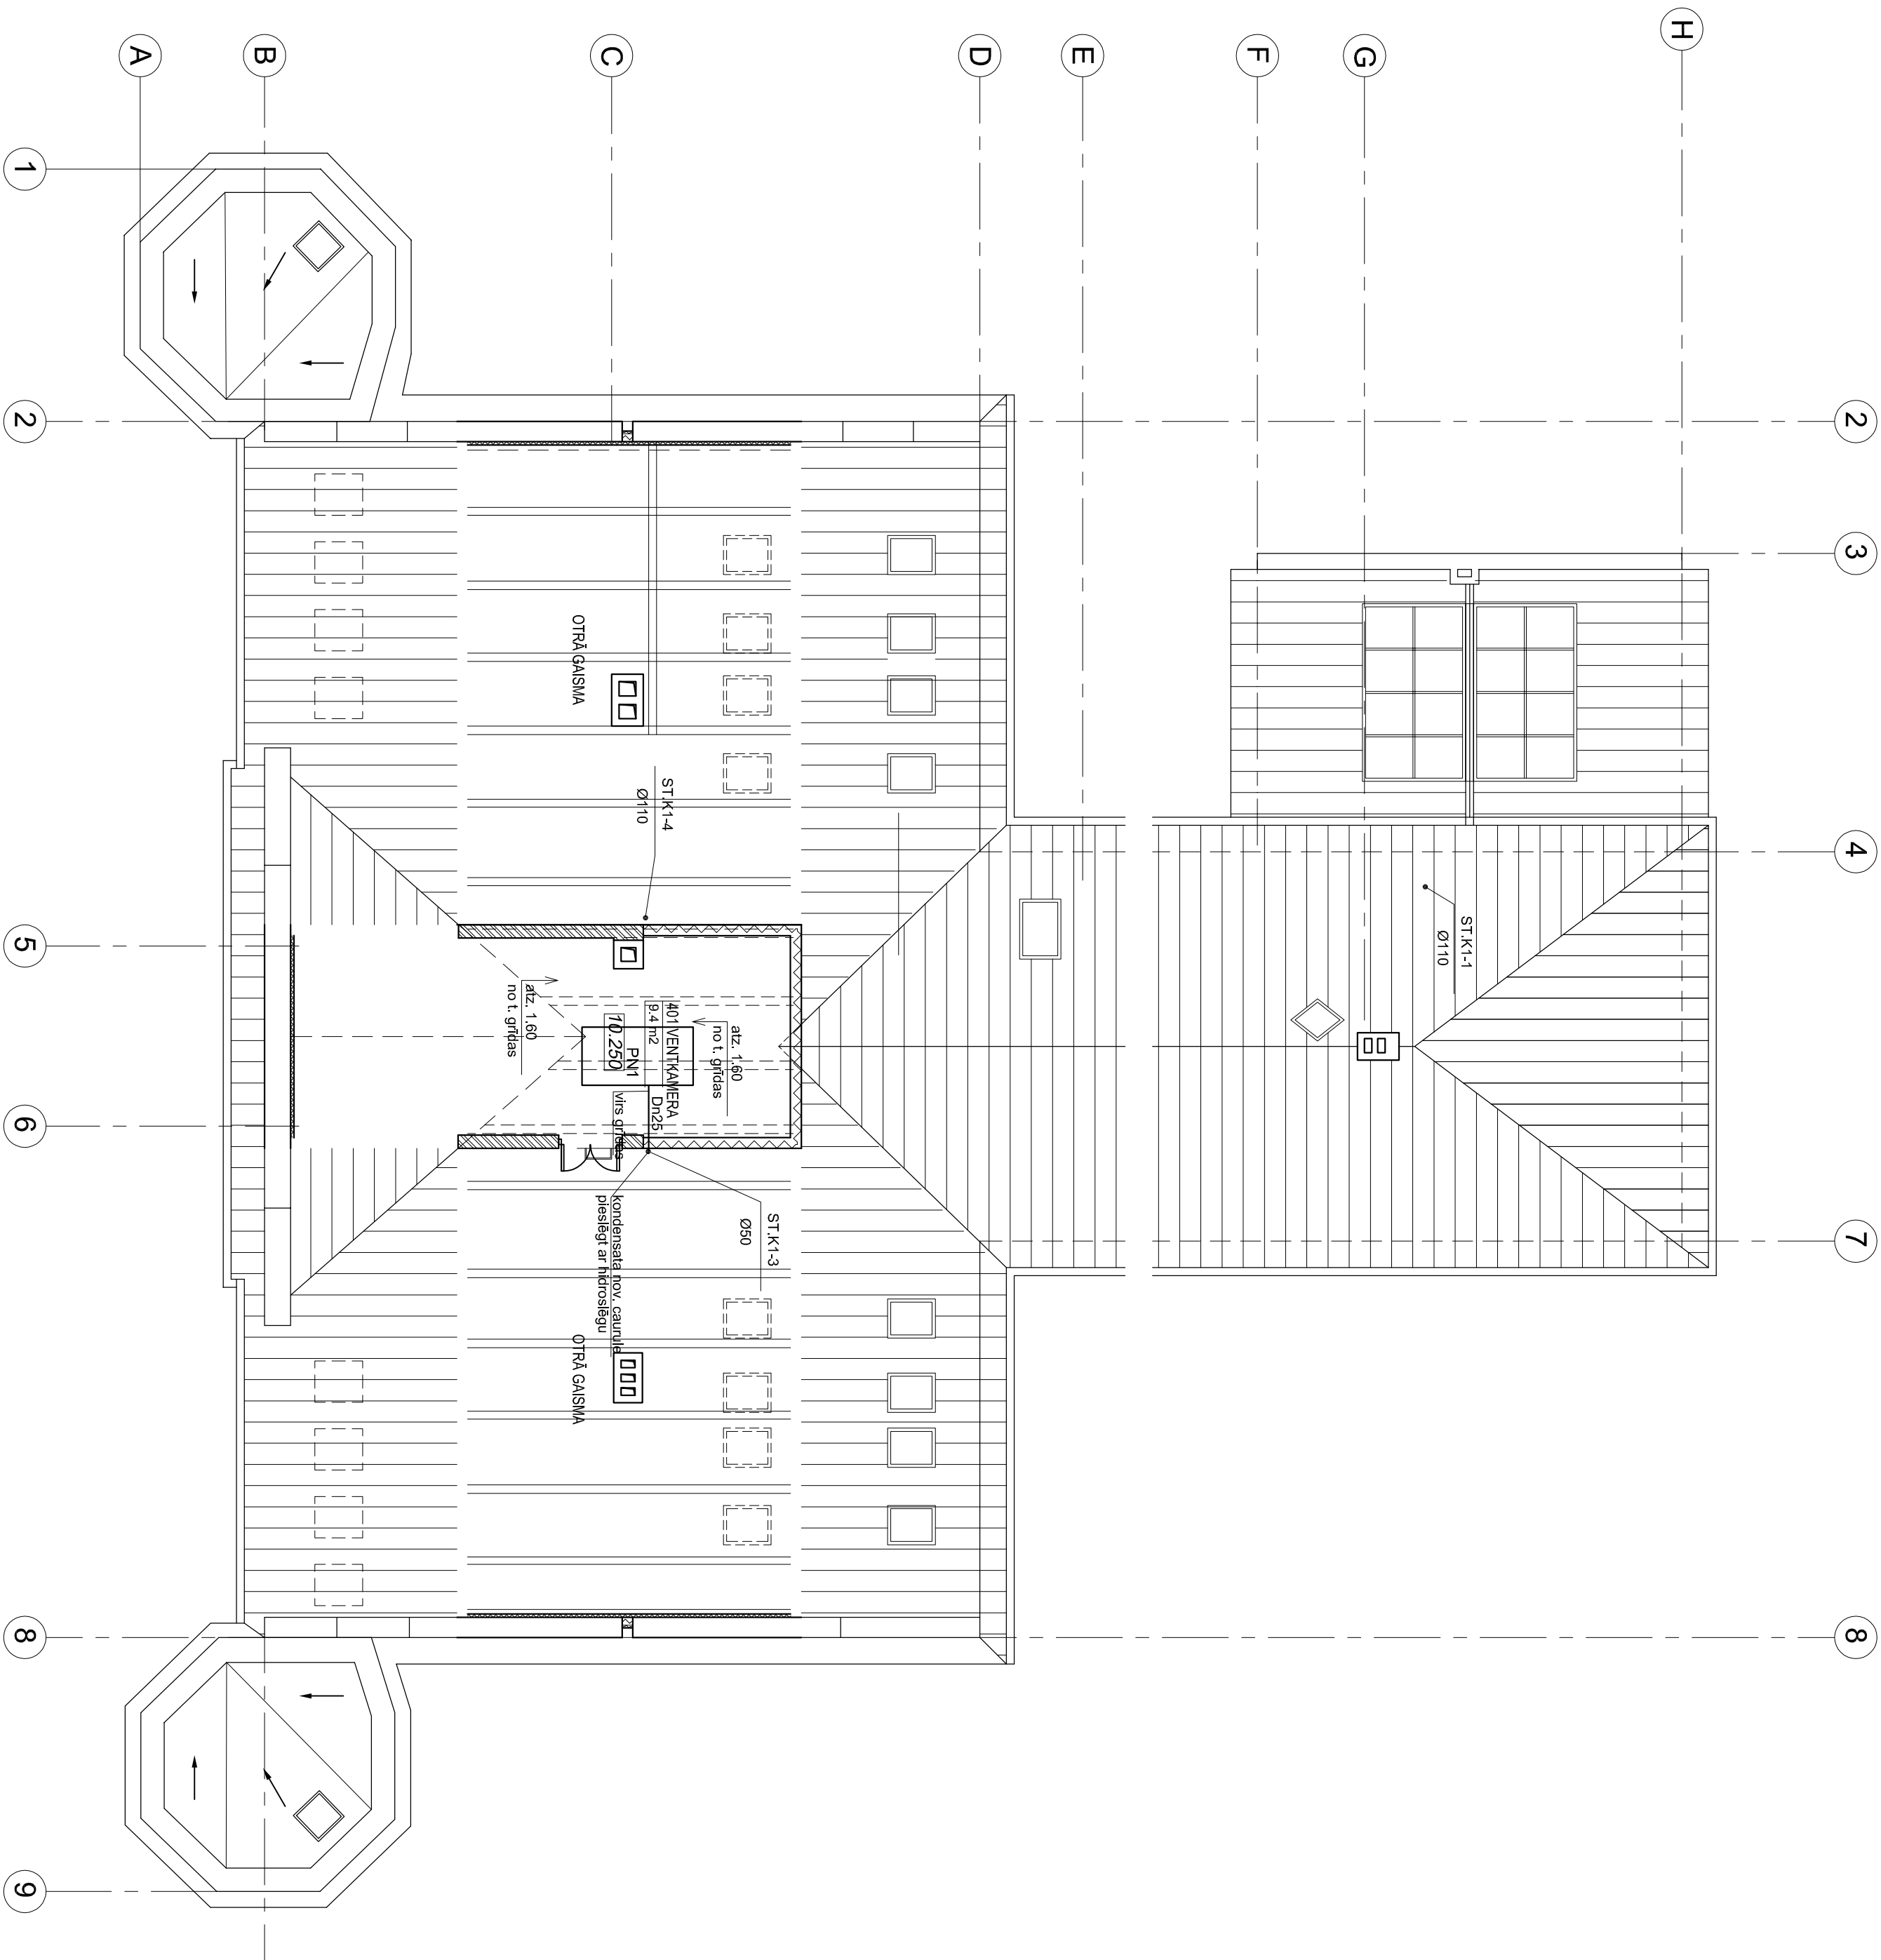 A
B
C
D
E
F
G
H
1
2
2
3
4
5
6
7
8
8
9
OTRĀ GAISMA
ST.K1-4
Ø110
ST.K1-1
Ø110
atz. 1.60
no t. grīdas
atz. 1.60
no t. grīdas
401 VENTKAMERA
9.4 m2
PN1
10.250
Dn25
virs grīdas
ST.K1-3
Ø50
kondensata nov. caurule
pieslēgt ar hidroslēgu
OTRĀ GAISMA